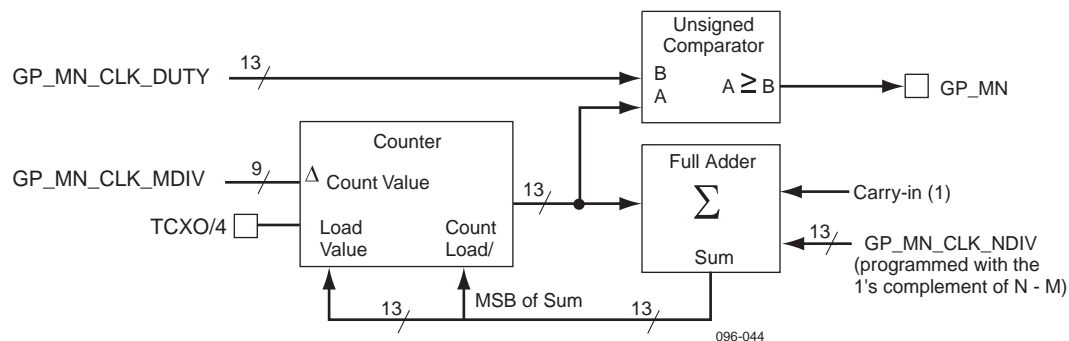 Unsigned
Comparator
GP_MN_CLK_DUTY
13
B
A
A ≥ B
GP_MN
Counter
GP_MN_CLK_MDIV
9
Δ Count Value
13
TCXO/4
Load
Value
Count
Load/
Full Adder
Σ
Sum
Carry-in (1)
13
GP_MN_CLK_NDIV
(programmed with the
1's complement of N - M)
MSB of Sum
13
13
096-044